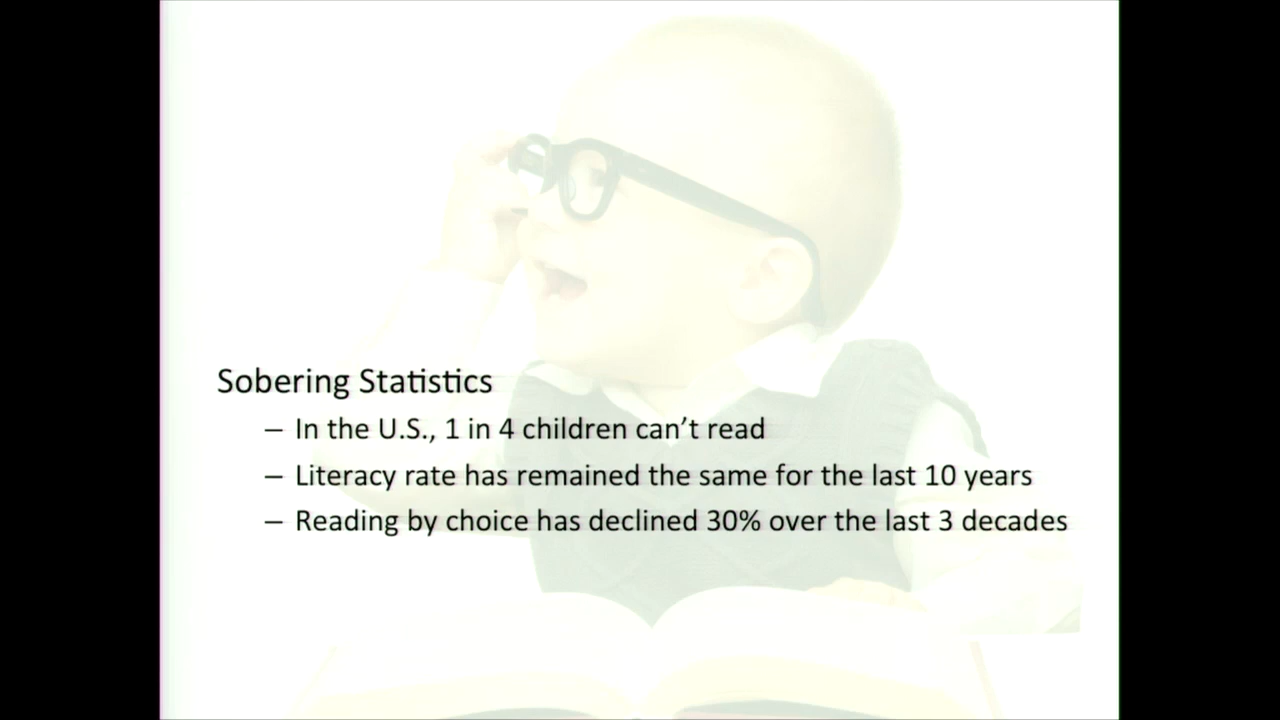 Sobering Statistics
– In the U.S., 1 in 4 children can’t read
– Literacy rate has remained the same for the last 10 years
– Reading by choice has declined 30% over the last 3 decades